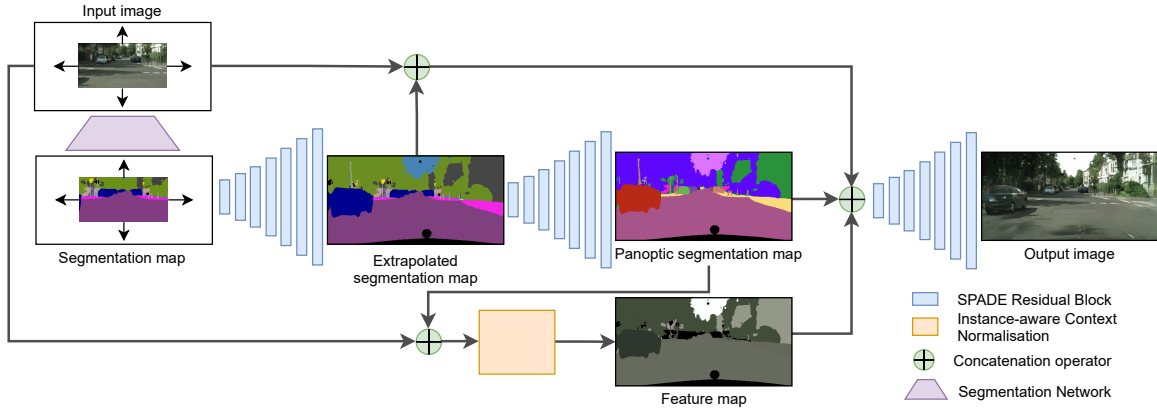 Input image
Segmentation map
Extrapolated
segmentation map
Panoptic segmentation map
Output image
Feature map
SPADE Residual Block
Instance-aware Context
Normalisation
Concatenation operator
Segmentation Network